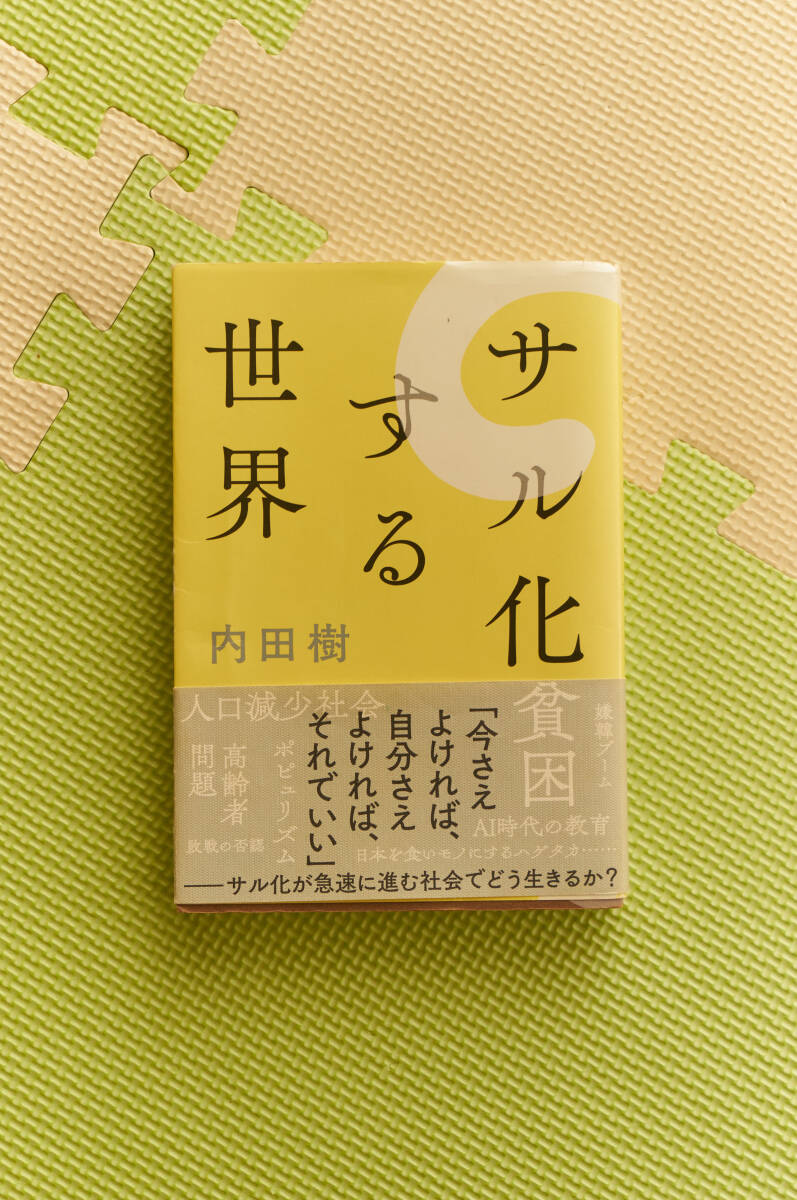 サル化
する
世界
内田樹
人口減少社会
貧困
嫌韓ブーム
「今さえ
よければ、
自分さえ
よければ、
それでいい」
ポピュリズム
高齢者
問題
AI時代の教育
敗戦の否認
日本を食いモノにするハゲタカ……
――サル化が急速に進む社会でどう生きるか?